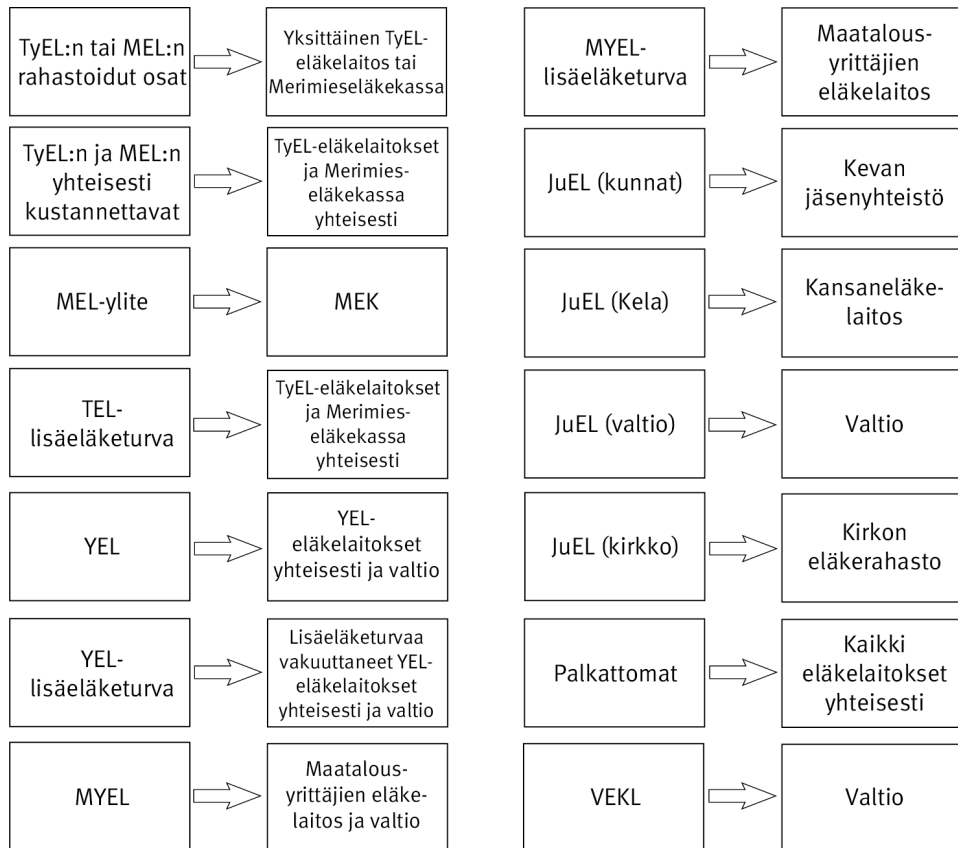 TyEL:n tai MEL:n
rahastoidut osat
Yksittäinen TyEL-
eläkelaitos tai
Merimieseläkekassa
TyEL:n ja MEL:n
yhteisesti
kustannettavat
TyEL-eläkelaitokset
ja Merimies-
eläkekassa
yhteisesti
MEL-ylite
MEK
TEL-
lisäeläketurva
TyEL-eläkelaitokset
ja Merimies-
eläkekassa
yhteisesti
YEL
YEL-
eläkelaitokset
yhteisesti ja valtio
YEL-
lisäeläketurva
Lisäeläketurvaa
vakuuttaneet YEL-
eläkelaitokset
yhteisesti ja valtio
MYEL
Maatalous-
yrittäjien eläke-
laitos ja valtio
MYEL-
lisäeläketurva
Maatalous-
yrittäjien
eläkelaitos
JuEL (kunnat)
Kevan
jäsenyhteistö
JuEL (Kela)
Kansaneläke-
laitos
JuEL (valtio)
Valtio
JuEL (kirkko)
Kirkon
eläkerahasto
Palkattomat
Kaikki
eläkelaitokset
yhteisesti
VEKL
Valtio